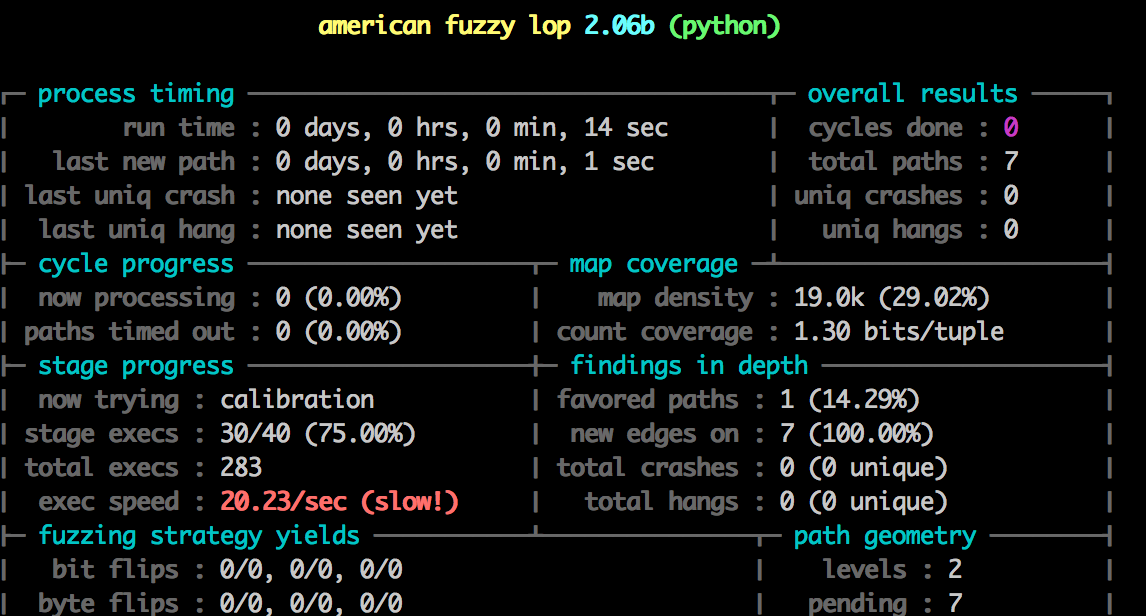 american fuzzy lop 2.06b (python)
process timing overall results
run time : 0 days, 0 hrs, 0 min, 14 sec cycles done : 0
last new path : 0 days, 0 hrs, 0 min, 1 sec total paths : 7
last uniq crash : none seen yet uniq crashes : 0
last uniq hang : none seen yet uniq hangs : 0
cycle progress map coverage
now processing : 0 (0.00%) map density : 19.0k (29.02%)
paths timed out : 0 (0.00%) count coverage : 1.30 bits/tuple
stage progress findings in depth
now trying : calibration favored paths : 1 (14.29%)
stage execs : 30/40 (75.00%) new edges on : 7 (100.00%)
total execs : 283 total crashes : 0 (0 unique)
exec speed : 20.23/sec (slow!) total hangs : 0 (0 unique)
fuzzing strategy yields path geometry
bit flips : 0/0, 0/0, 0/0 levels : 2
byte flips : 0/0, 0/0, 0/0 pending : 7